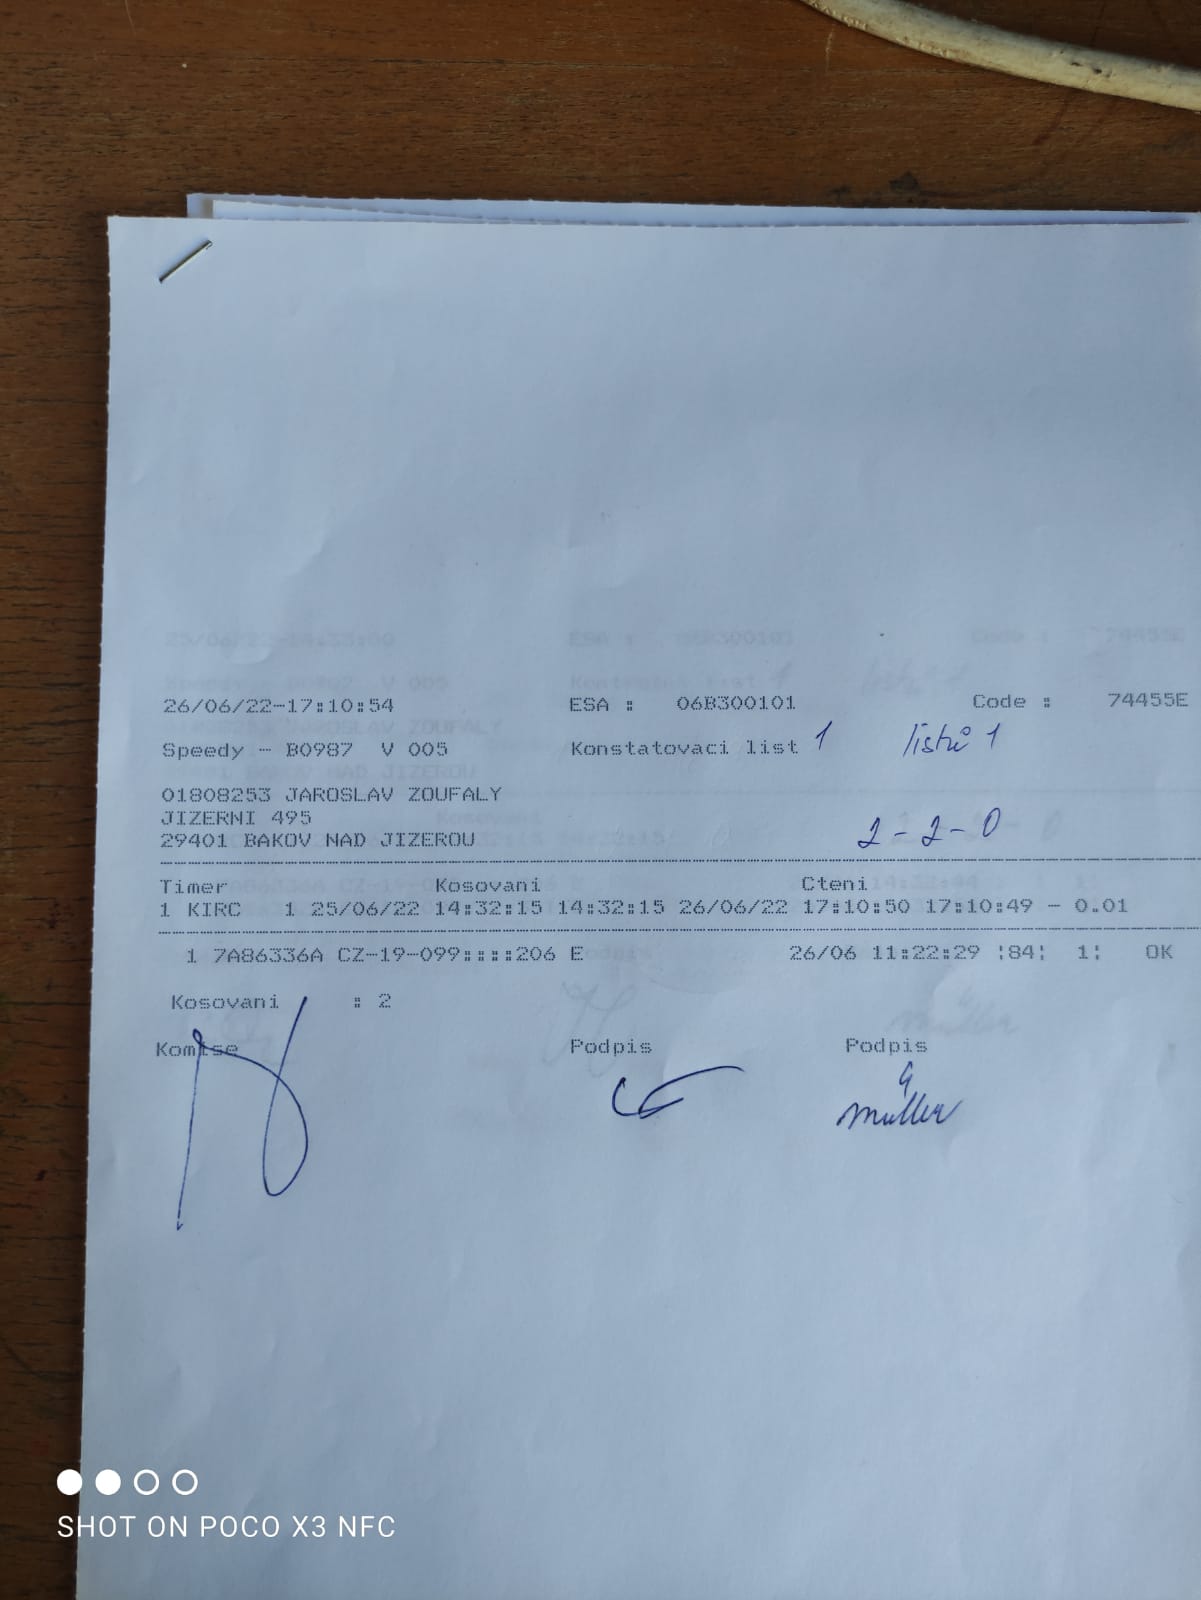 26/06/22-17:10:54 ESA : 06B300101 Code : 74455E
Speedy - B0987 V 005 Konstatovaci list 1 listů 1
01808253 JAROSLAV ZOUFALY
JIZERNI 495
29401 BAKOV NAD JIZEROU 2-2-0
Timer Kosovani Cteni
1 KIRC 1 25/06/22 14:32:15 14:32:15 26/06/22 17:10:50 17:10:49 - 0.01
1 7A86336A CZ-19-099::::206 E 26/06 11:22:29 ¦84¦ 1¦ OK
Kosovani : 2
Komise Podpis Podpis
Müller
SHOT ON POCO X3 NFC